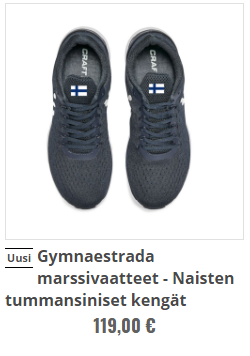 CRAFT
CRAFT
Uusi Gymnaestrada
marssivaatteet - Naisten
tummansiniset kengät
119,00 €